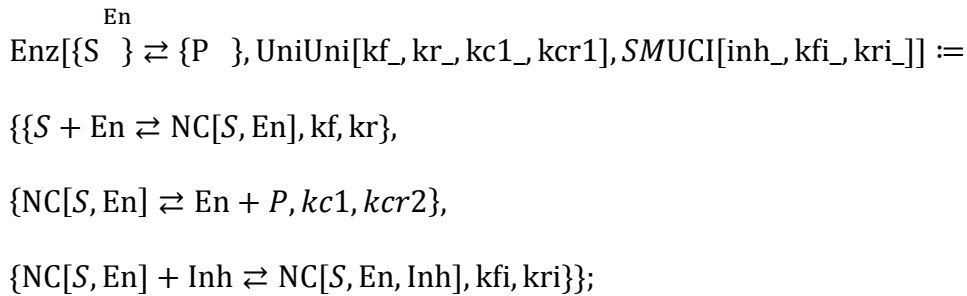 En
Enz[{S } ⇄ {P }, UniUni[kf_, kr_, kc1_, kcr1], SMUCI[inh_, kfi_, kri_]] :=
{{S + En ⇄ NC[S, En], kf, kr},
{NC[S, En] ⇄ En + P, kc1, kcr2},
{NC[S, En] + Inh ⇄ NC[S, En, Inh], kfi, kri}};